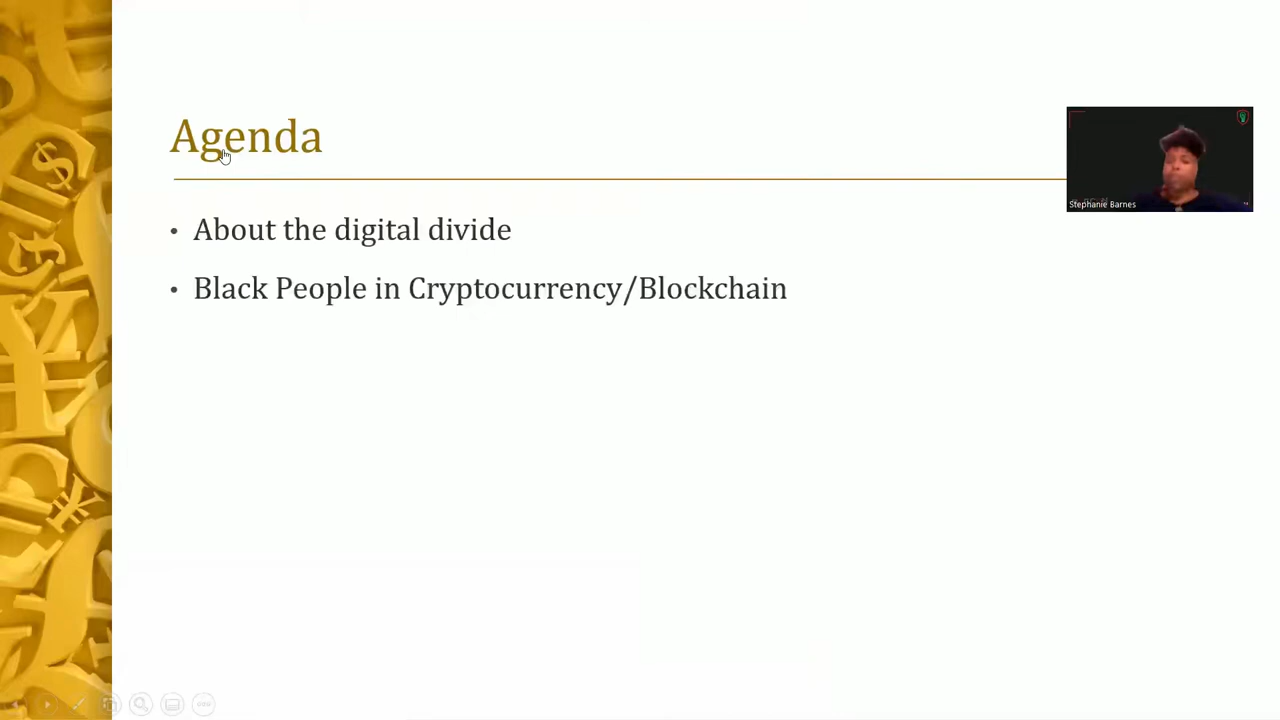 Agenda
• About the digital divide
• Black People in Cryptocurrency/Blockchain
Stephanie Barnes